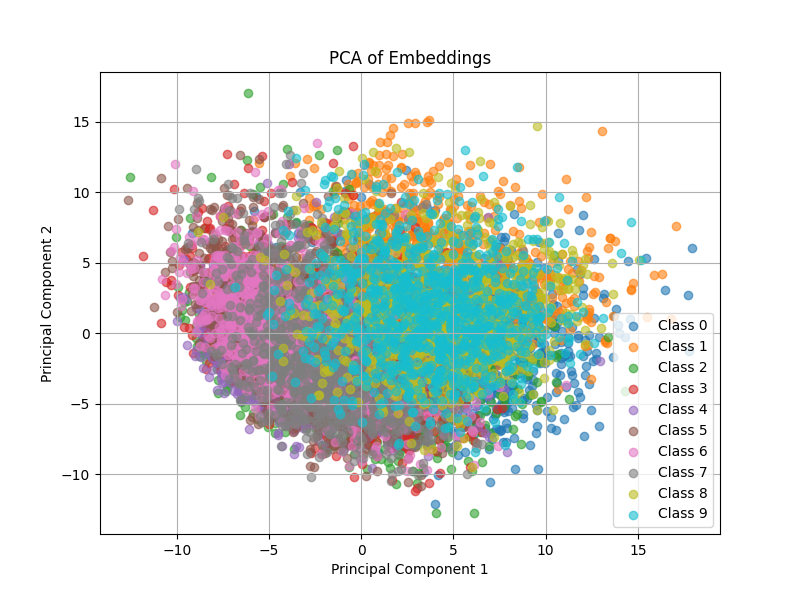 PCA of Embeddings
Principal Component 2
15
10
5
0
−5
−10
−10
−5
0
5
10
15
Principal Component 1
Class 0
Class 1
Class 2
Class 3
Class 4
Class 5
Class 6
Class 7
Class 8
Class 9